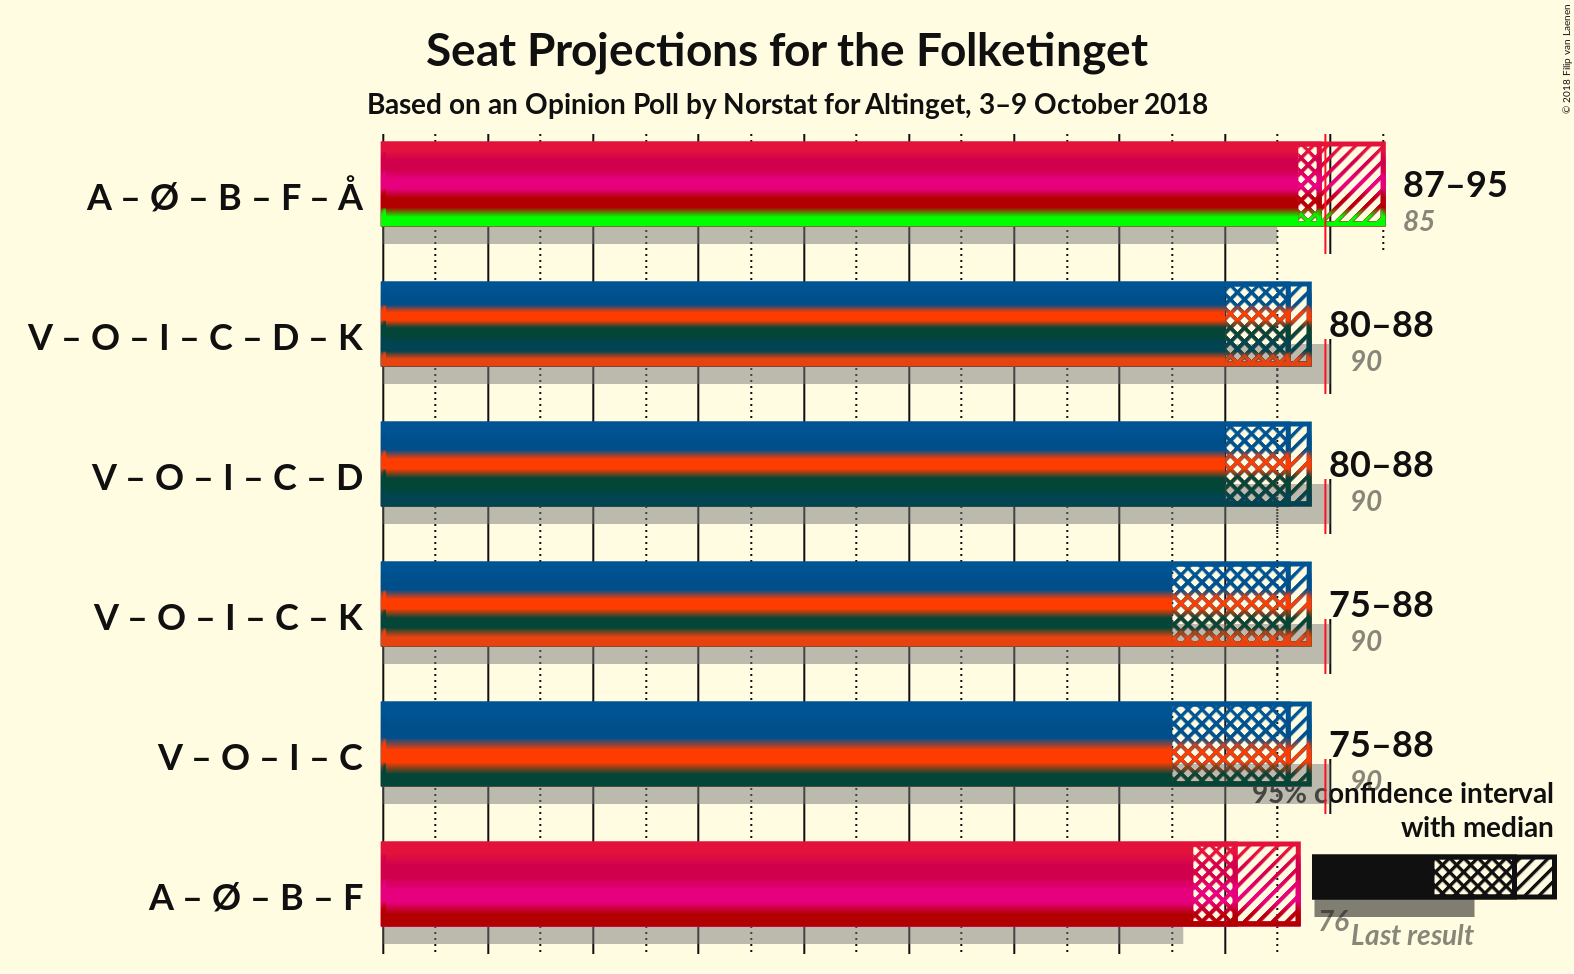 Seat Projections for the Folketinget
Based on an Opinion Poll by Norstat for Altinget, 3–9 October 2018
© 2018 Filip van Laenen
A – Ø – B – F – Å
87–95
85
V – O – I – C – D – K
80–88
90
V – O – I – C – D
80–88
90
V – O – I – C – K
75–88
90
V – O – I – C
75–88
90
95% confidence interval
with median
A – Ø – B – F
76
Last result